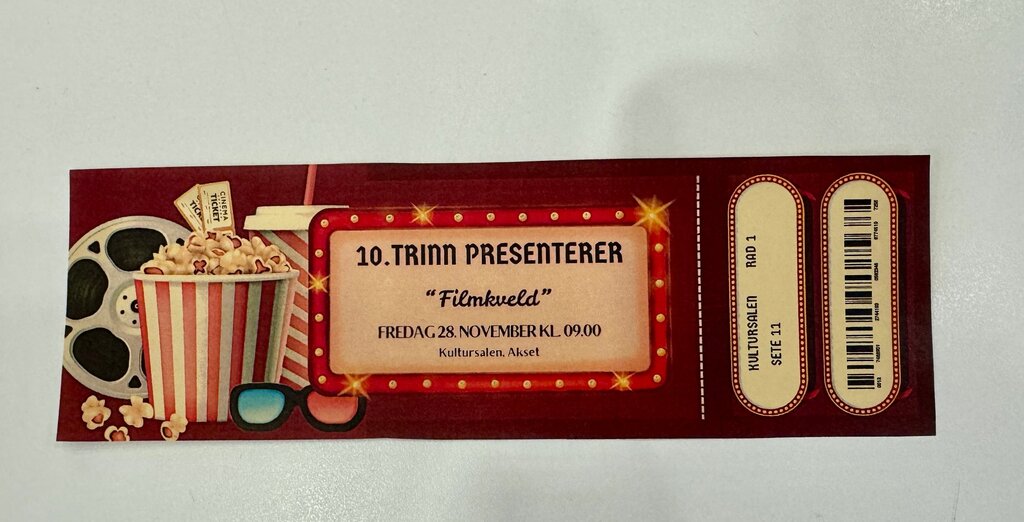 CINEMA
TICKET
10.TRINN PRESENTERER
“Filmkveld”
FREDAG 28. NOVEMBER KL. 09.00
Kultursalen, Akset
KULTURSALEN RAD 1
SETE 11